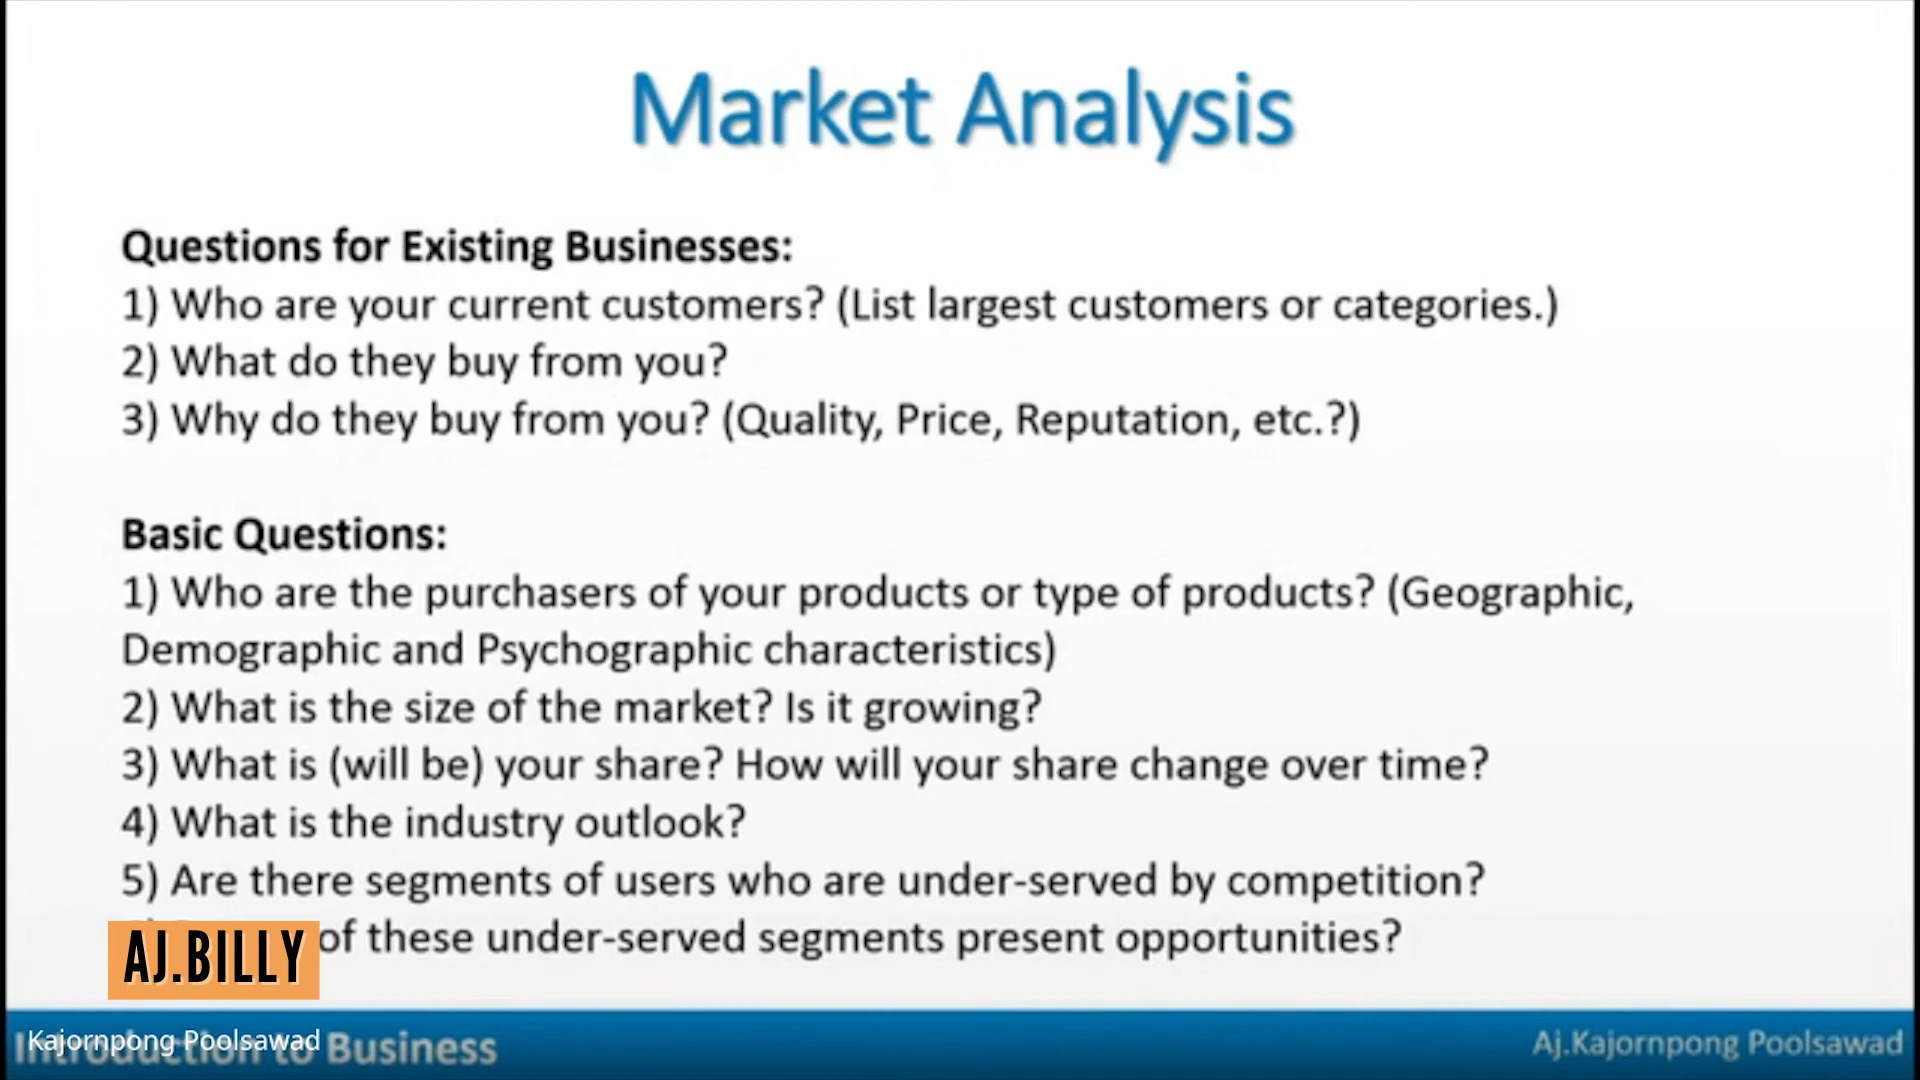 Market Analysis
Questions for Existing Businesses:
1) Who are your current customers? (List largest customers or categories.)
2) What do they buy from you?
3) Why do they buy from you? (Quality, Price, Reputation, etc.?)
Basic Questions:
1) Who are the purchasers of your products or type of products? (Geographic,
Demographic and Psychographic characteristics)
2) What is the size of the market? Is it growing?
3) What is (will be) your share? How will your share change over time?
4) What is the industry outlook?
5) Are there segments of users who are under-served by competition?
of these under-served segments present opportunities?
AJ.BILLY
Kajornpong Poolsawad
Introduction to Business
Aj.Kajornpong Poolsawad